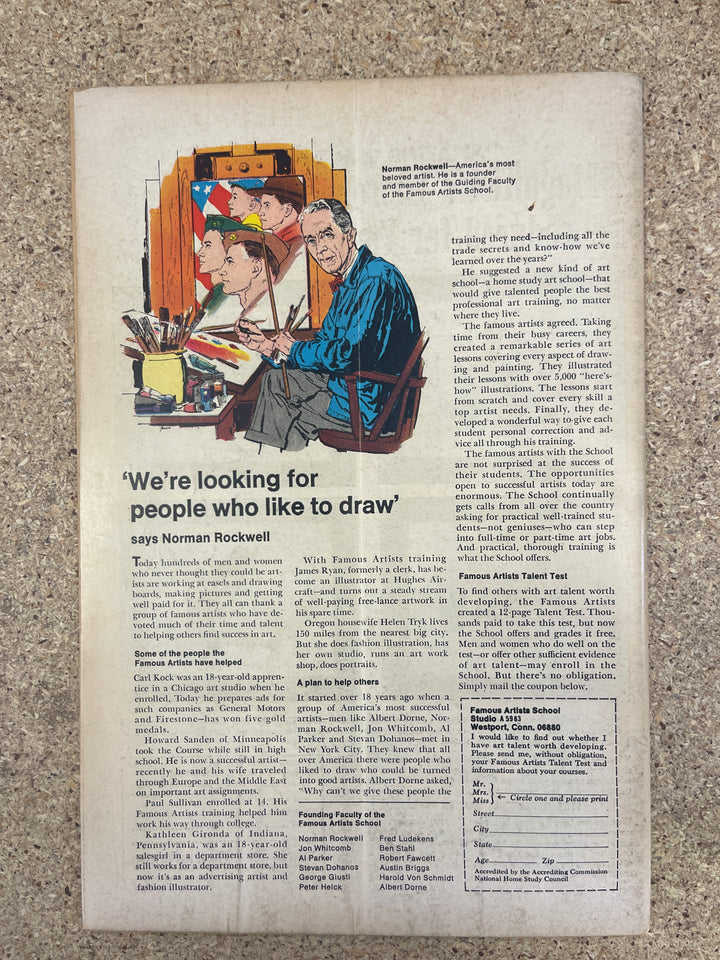 Norman Rockwell—America's most
beloved artist. He is a founder
and member of the Guiding Faculty
of the Famous Artists School.
'We're looking for
people who like to draw'
says Norman Rockwell
Today hundreds of men and women
who never thought they could be art-
ists are working at easels and drawing
boards, making pictures and getting
well paid for it. They all can thank a
group of famous artists who have de-
voted much of their time and talent
to helping others find success in art.
Some of the people the
Famous Artists have helped
Carl Kock was an 18-year-old appren-
tice in a Chicago art studio when he
enrolled. Today he prepares ads for
such companies as General Motors
and Firestone—has won five gold
medals.
Howard Sanden of Minneapolis
took the Course while still in high
school. He is now a successful artist—
recently he and his wife traveled
through Europe and the Middle East
on important art assignments.
Paul Sullivan enrolled at 14. His
Famous Artists training helped him
work his way through college.
Kathleen Gironda of Indiana,
Pennsylvania, was an 18-year-old
salesgirl in a department store. She
still works for a department store, but
now it's as an advertising artist and
fashion illustrator.
With Famous Artists training
James Ryan, formerly a clerk, has be-
come an illustrator at Hughes Air-
craft—and turns out a steady stream
of well-paying free-lance artwork in
his spare time.
Oregon housewife Helen Tryk lives
150 miles from the nearest big city.
But she does fashion illustration, has
her own studio, runs an art work
shop, does portraits.
A plan to help others
It started over 18 years ago when a
group of America's most successful
artists—men like Albert Dorne, Nor-
man Rockwell, Jon Whitcomb, Al
Parker and Stevan Dohanos—met in
New York City. They knew that all
over America there were people who
liked to draw who could be turned
into good artists. Albert Dorne asked,
"Why can't we give these people the
training they need—including all the
trade secrets and know-how we've
learned over the years?"
He suggested a new kind of art
school—a home study art school—that
would give talented people the best
professional art training, no matter
where they live.
The famous artists agreed. Taking
time from their busy careers, they
created a remarkable series of art
lessons covering every aspect of draw-
ing and painting. They illustrated
their lessons with over 5,000 "here's-
how" illustrations. The lessons start
from scratch and cover every skill a
top artist needs. Finally, they de-
veloped a wonderful way to give each
student personal correction and ad-
vice all through his training.
The famous artists with the School
are not surprised at the success of
their students. The opportunities
open to successful artists today are
enormous. The School continually
gets calls from all over the country
asking for practical well-trained stu-
dents—not geniuses—who can step
into full-time or part-time art jobs.
And practical, thorough training is
what the School offers.
Famous Artists Talent Test
To find others with art talent worth
developing, the Famous Artists
created a 12-page Talent Test. Thou-
sands paid to take this test, but now
the School offers and grades it free.
Men and women who do well on the
test—or offer other sufficient evidence
of art talent—may enroll in the
School. But there's no obligation.
Simply mail the coupon below.
Founding Faculty of the
Famous Artists School
Norman Rockwell
Jon Whitcomb
Al Parker
Stevan Dohanos
George Giusti
Peter Helck
Fred Ludekens
Ben Stahl
Robert Fawcett
Austin Briggs
Harold Von Schmidt
Albert Dorne
Famous Artists School
Studio A5983
Westport, Conn. 06880
I would like to find out whether I
have art talent worth developing.
Please send me, without obligation,
your Famous Artists Talent Test and
information about your courses.
Mr.
Mrs.
Miss ← Circle one and please print
Street
City
State
Age Zip
Accredited by the Accrediting Commission
National Home Study Council